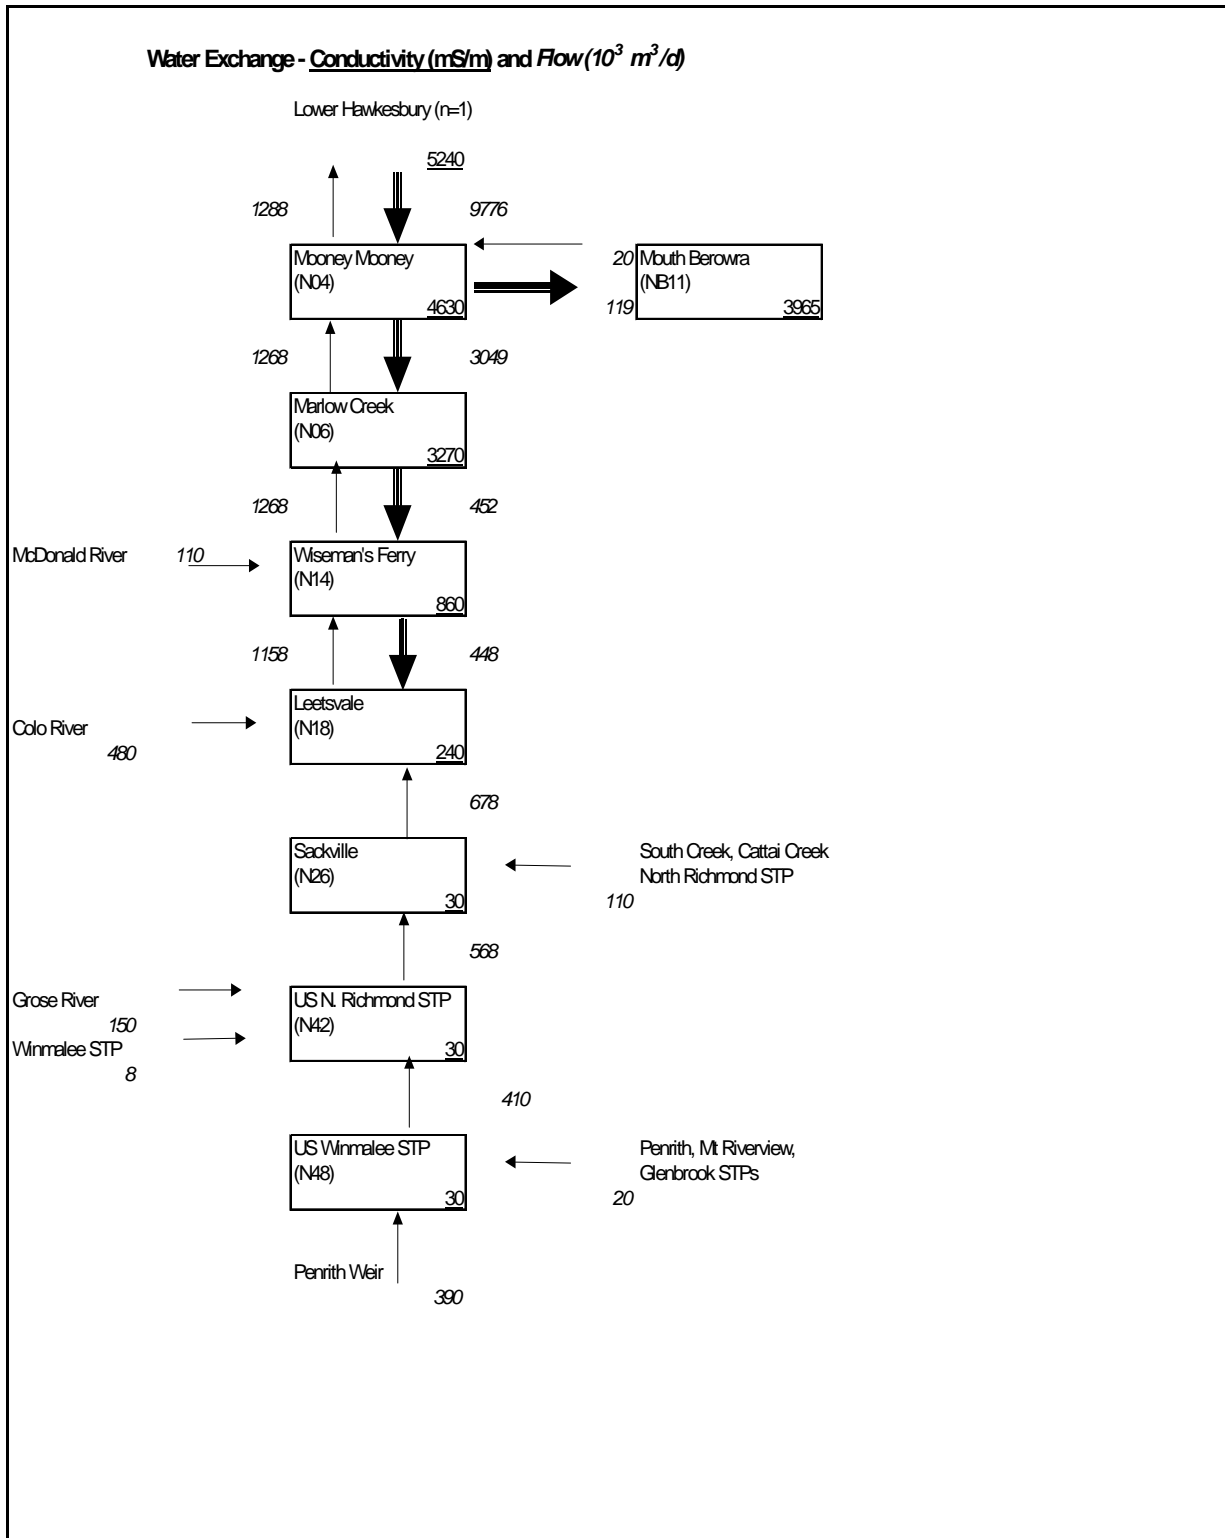 Water Exchange - Conductivity (mS/m) and Flow (10³ m³/d)
Lower Hawkesbury (n=1)
5240
1288
9776
Mooney Mooney
(N04)
4630
20
Mouth Berowra
(NB11)
119
3965
1268
3049
Marlow Creek
(N06)
3270
1268
452
McDonald River
110
Wiseman's Ferry
(N14)
860
1158
448
Leetsvale
(N18)
240
Colo River
480
678
Sackville
(N26)
30
South Creek, Cattai Creek
North Richmond STP
110
568
Grose River
150
Winmalee STP
8
US N. Richmond STP
(N42)
30
410
US Winmalee STP
(N48)
30
Penrith, Mt Riverview,
Glenbrook STPs
20
Penrith Weir
390